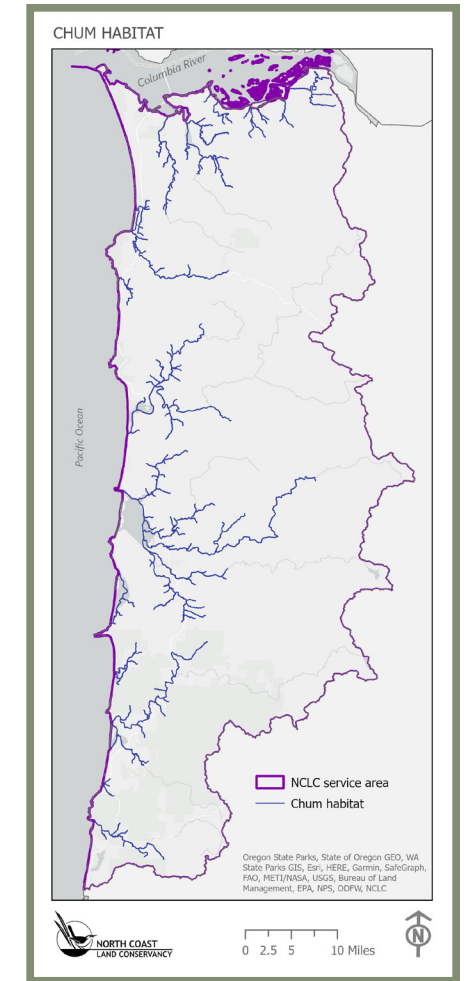 CHUM HABITAT
Columbia River
Pacific Ocean
NCLC service area
Chum habitat
Oregon State Parks, State of Oregon GEO, WA
State Parks GIS, Esri, HERE, Garmin, SafeGraph,
FAO, METI/NASA, USGS, Bureau of Land
Management, EPA, NPS, ODFW, NCLC
NORTH COAST
LAND CONSERVANCY
0 2.5 5 10 Miles
N